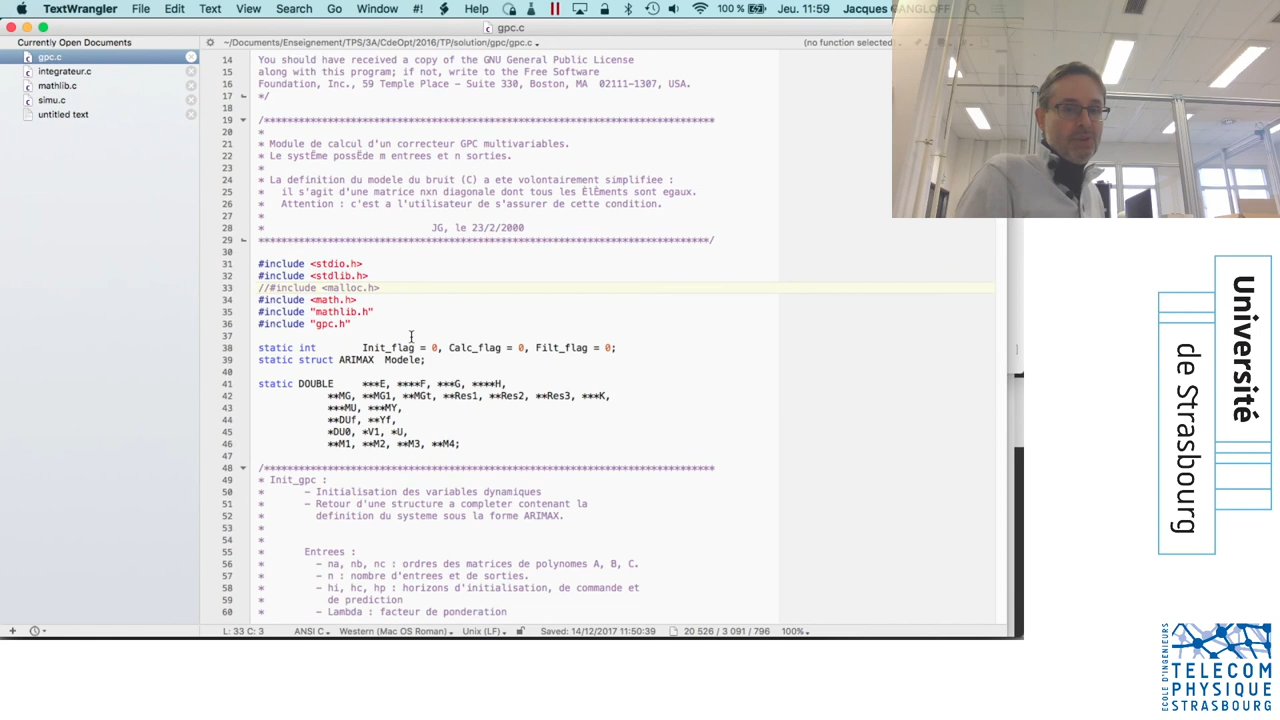 TextWrangler File Edit Text View Search Go Window #! Help 100 % Jeu. 11:59 Jacques GANGLOFF
gpc.c
Currently Open Documents
~/Documents/Enseignement/TPS/3A/CdeOpt/2016/TP/solution/gpc/gpc.c
(no function selected)
gpc.c
integrateur.c
mathlib.c
simu.c
untitled text
14 You should have received a copy of the GNU General Public License
15 along with this program; if not, write to the Free Software
16 Foundation, Inc., 59 Temple Place - Suite 330, Boston, MA  02111-1307, USA.
17 */
18
19 /******************************************************************************
20 *
21 * Module de calcul d'un correcteur GPC multivariables.
22 * Le systËme possËde m entrees et n sorties.
23 *
24 * La definition du modele du bruit (C) a ete volontairement simplifiee :
25 *   il s'agit d'une matrice nxn diagonale dont tous les ÈlÈments sont egaux.
26 *   Attention : c'est a l'utilisateur de s'assurer de cette condition.
27 *
28 * JG, le 23/2/2000
29 ******************************************************************************/
30
31 #include <stdio.h>
32 #include <stdlib.h>
33 //#include <malloc.h>
34 #include <math.h>
35 #include "mathlib.h"
36 #include "gpc.h"
37
38 static int Init_flag = 0, Calc_flag = 0, Filt_flag = 0;
39 static struct ARIMAX  Modele;
40
41 static DOUBLE ***E, ****F, ***G, ****H,
42 **MG, **MG1, **MGt, **Res1, **Res2, **Res3, ***K,
43 ***MU, ***MY,
44 **DUf, **Yf,
45 *DU0, *V1, *U,
46 **M1, **M2, **M3, **M4;
47
48 /******************************************************************************
49 * Init_gpc :
50 * - Initialisation des variables dynamiques
51 * - Retour d'une structure a completer contenant la
52 * definition du systeme sous la forme ARIMAX.
53 *
54 *
55 * Entrees :
56 * - na, nb, nc : ordres des matrices de polynomes A, B, C.
57 * - n : nombre d'entrees et de sorties.
58 * - hi, hc, hp : horizons d'initialisation, de commande et
59 * de prediction
60 * - Lambda : facteur de ponderation
L: 33 C: 3 ANSI C Western (Mac OS Roman) Unix (LF) Saved: 14/12/2017 11:50:39 20 526 / 3 091 / 796 100%
Université
de Strasbourg
ECOLE D'INGENIEURS
TELECOM
PHYSIQUE
STRASBOURG